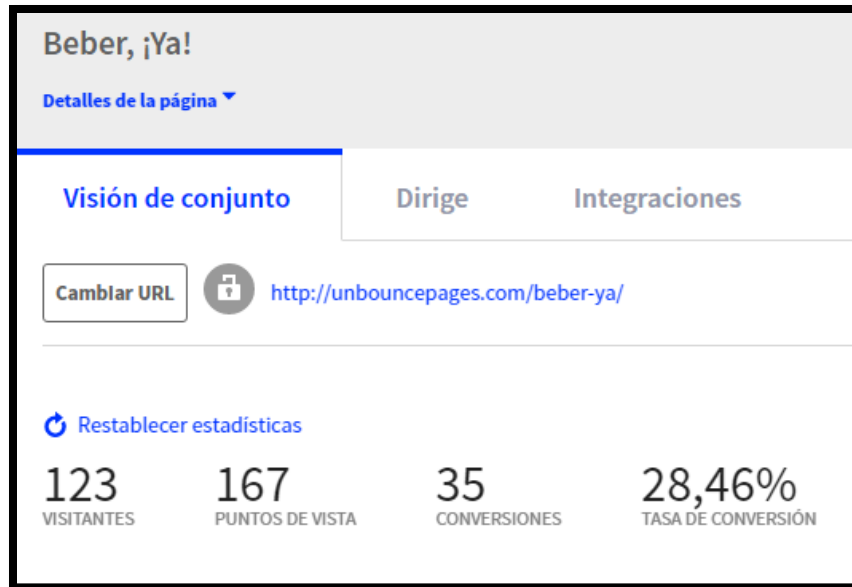 Beber, ¡Ya!
Detalles de la página
Visión de conjunto Dirige Integraciones
Cambiar URL http://unbouncepages.com/beber-ya/
Restablecer estadísticas
123 167 35 28,46%
VISITANTES PUNTOS DE VISTA CONVERSIONES TASA DE CONVERSIÓN